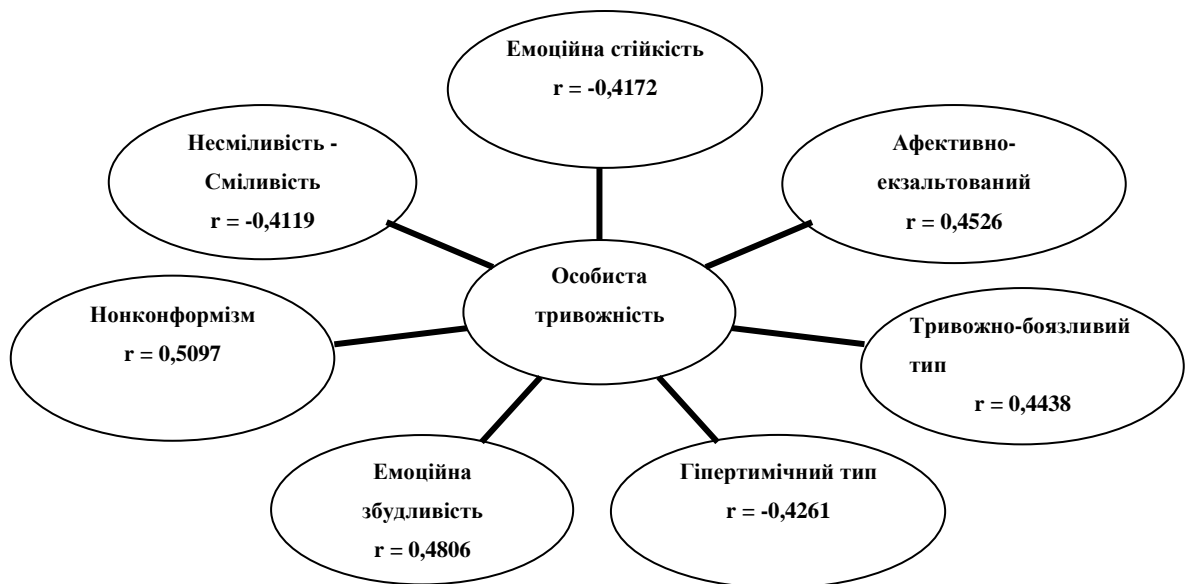 Емоційна стійкість
r = -0,4172
Несміливість -
Сміливість
r = -0,4119
Афективно-
екзальтований
r = 0,4526
Особиста
тривожність
Нонконформізм
r = 0,5097
Тривожно-боязливий
тип
r = 0,4438
Емоційна
збудливість
r = 0,4806
Гіпертимічний тип
r = -0,4261